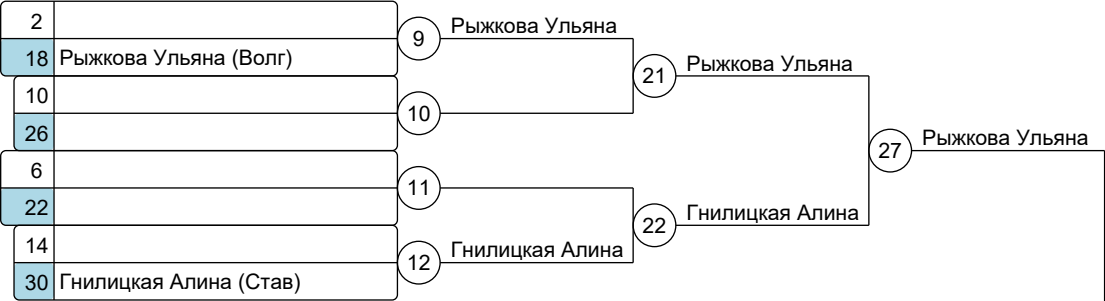 2
Рыжкова Ульяна
9
18 Рыжкова Ульяна (Волг)
Рыжкова Ульяна
21
10
10
26
Рыжкова Ульяна
27
6
11
22
Гнилицкая Алина
22
14
Гнилицкая Алина
12
30 Гнилицкая Алина (Став)